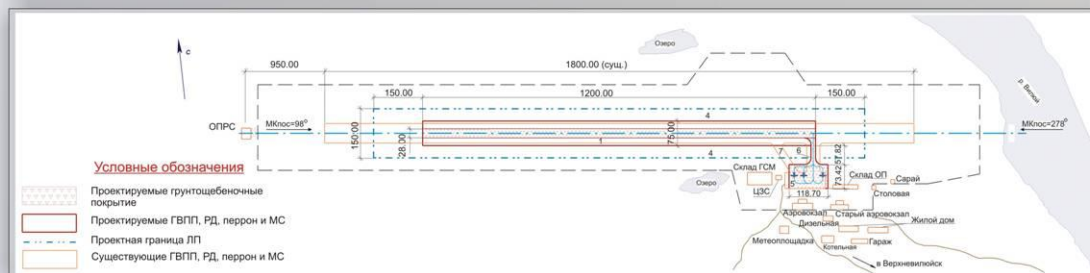 с
950.00
1800.00 (сущ.)
Озеро
р. Вилюй
150.00
1200.00
150.00
ОПРС
МКпос=98°
150.00
28.00
75.00
4
1
4
7
6
5
МКпос=278°
57.82
73.42
118.70
Озеро
Склад ГСМ
ЦЗС
Склад ОП
Сарай
Столовая
Аэровокзал
Старый аэровокзал
Дизельная
Жилой дом
Метеоплощадка
Котельная
Гараж
в Верхневилюйск
Условные обозначения
Проектируемые грунтощебеночные
покрытие
Проектируемые ГВПП, РД, перрон и МС
Проектная граница ЛП
Существующие ГВПП, РД, перрон и МС